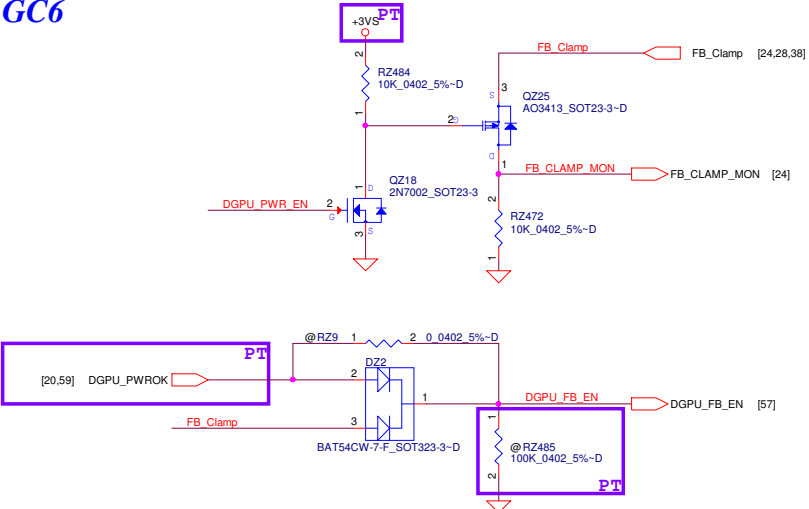 GC6
+3VS
PT
2
RZ484
10K_0402_5%~D
1
FB_Clamp
FB_Clamp [24,28,38]
3
S
QZ25
AO3413_SOT23-3~D
2
G
D
1
FB_CLAMP_MON
FB_CLAMP_MON [24]
QZ18
2N7002_SOT23-3
1
D
DGPU_PWR_EN
2
G
S
3
2
RZ472
10K_0402_5%~D
1
@RZ9 1 2 0_0402_5%~D
PT
DZ2
[20,59] DGPU_PWROK
2
1
DGPU_FB_EN
DGPU_FB_EN [57]
FB_Clamp
3
BAT54CW-7-F_SOT323-3~D
1
@RZ485
100K_0402_5%~D
2
PT